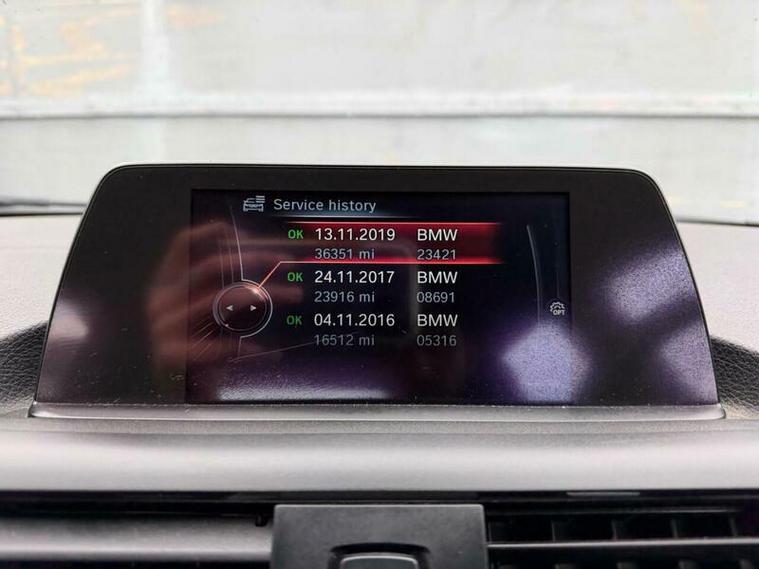 Service history
OK 13.11.2019 BMW
36351 mi 23421
OK 24.11.2017 BMW
23916 mi 08691
OK 04.11.2016 BMW
16512 mi 05316
OPT